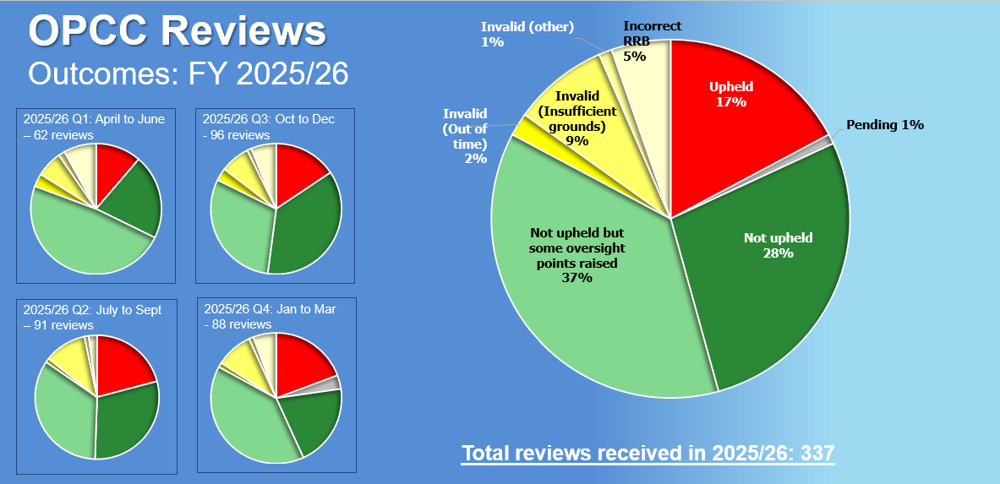 OPCC Reviews
Outcomes: FY 2025/26
2025/26 Q1: April to June
– 62 reviews
2025/26 Q3: Oct to Dec
- 96 reviews
2025/26 Q2: July to Sept
– 91 reviews
2025/26 Q4: Jan to Mar
- 88 reviews
Invalid (other)
1%
Incorrect
RRB
5%
Upheld
17%
Pending 1%
Invalid
(Insufficient
grounds)
9%
Invalid
(Out of
time)
2%
Not upheld but
some oversight
points raised
37%
Not upheld
28%
Total reviews received in 2025/26: 337